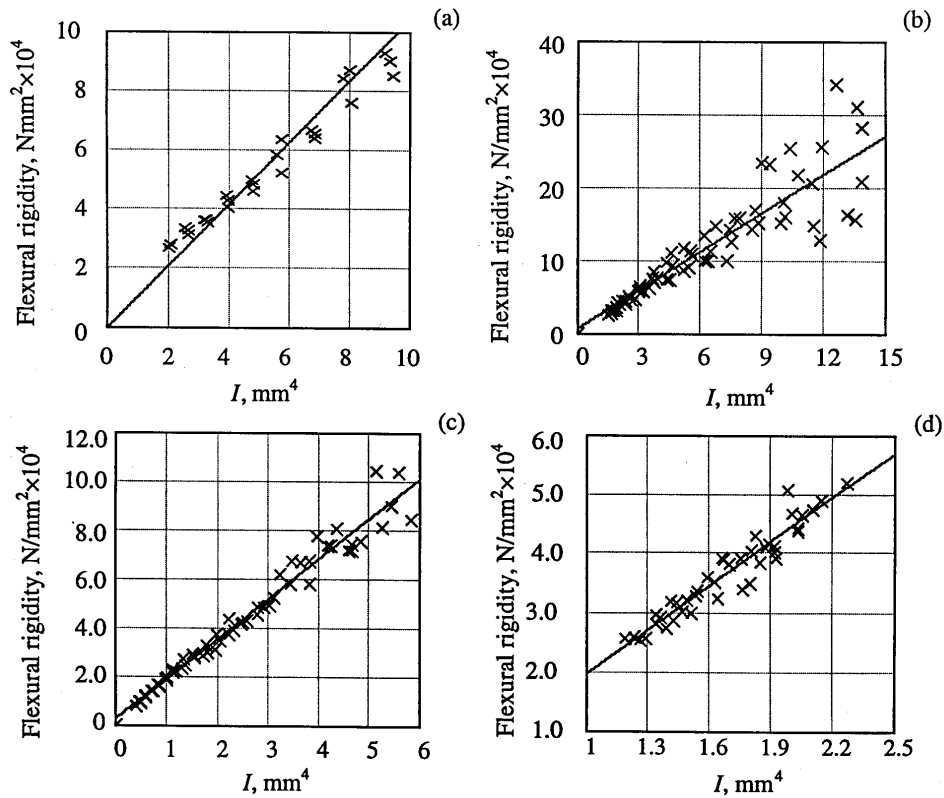 (a)
Flexural rigidity, Nmm²×10⁴
10
8
6
4
2
0
0 2 4 6 8 10
I, mm⁴
(b)
Flexural rigidity, N/mm²×10⁴
40
30
20
10
0
0 3 6 9 12 15
I, mm⁴
(c)
Flexural rigidity, N/mm²×10⁴
12.0
10.0
8.0
6.0
4.0
2.0
0
0 1 2 3 4 5 6
I, mm⁴
(d)
Flexural rigidity, N/mm²×10⁴
6.0
5.0
4.0
3.0
2.0
1.0
1 1.3 1.6 1.9 2.2 2.5
I, mm⁴